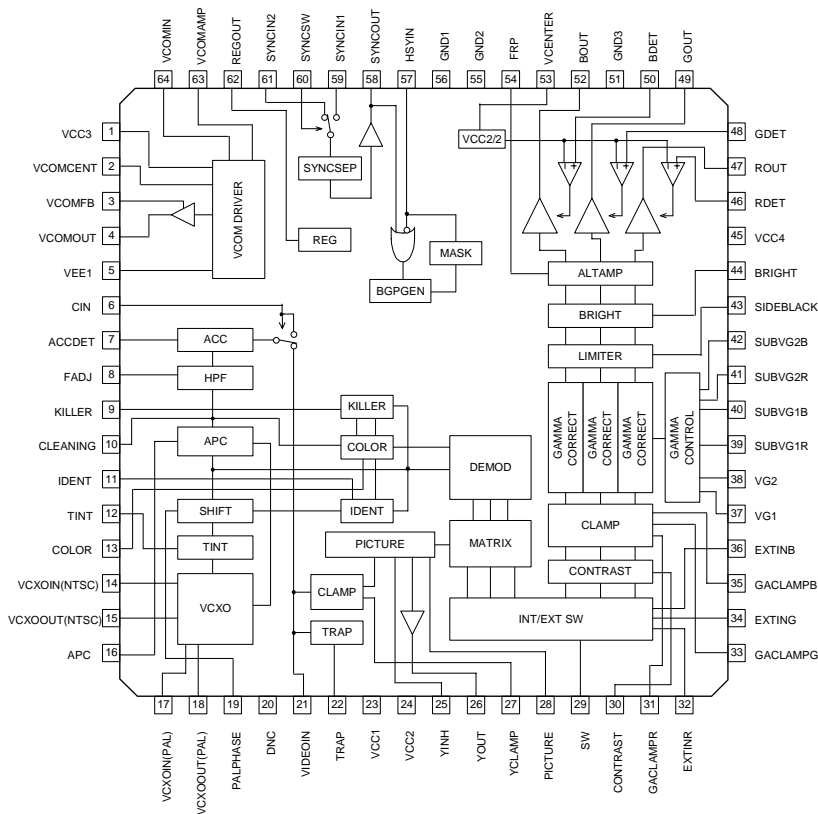 VCOMIN
VCOMAMP
REGOUT
SYNCIN2
SYNCSW
SYNCIN1
SYNCOUT
HSYIN
GND1
GND2
FRP
VCENTER
BOUT
GND3
BDET
GOUT
64
63
62
61
60
59
58
57
56
55
54
53
52
51
50
49
VCC3
1
VCOMCENT
2
VCOMFB
3
VCOMOUT
4
VEE1
5
CIN
6
ACCDET
7
FADJ
8
KILLER
9
CLEANING
10
IDENT
11
TINT
12
COLOR
13
VCXOIN(NTSC)
14
VCXOOUT(NTSC)
15
APC
16
VCOM DRIVER
REG
SYNCSEP
MASK
BGPGEN
VCC2/2
ALTAMP
BRIGHT
LIMITER
GAMMA
CORRECT
GAMMA
CORRECT
GAMMA
CORRECT
GAMMA
CONTROL
ACC
HPF
APC
SHIFT
TINT
VCXO
KILLER
COLOR
IDENT
DEMOD
PICTURE
MATRIX
CLAMP
CONTRAST
CLAMP
TRAP
INT/EXT SW
48
GDET
47
ROUT
46
RDET
45
VCC4
44
BRIGHT
43
SIDEBLACK
42
SUBVG2B
41
SUBVG2R
40
SUBVG1B
39
SUBVG1R
38
VG2
37
VG1
36
EXTINB
35
GACLAMPB
34
EXTING
33
GACLAMPG
17
18
19
20
21
22
23
24
25
26
27
28
29
30
31
32
VCXOIN(PAL)
VCXOOUT(PAL)
PALPHASE
DNC
VIDEOIN
TRAP
VCC1
VCC2
YINH
YOUT
YCLAMP
PICTURE
SW
CONTRAST
GACLAMPR
EXTINR